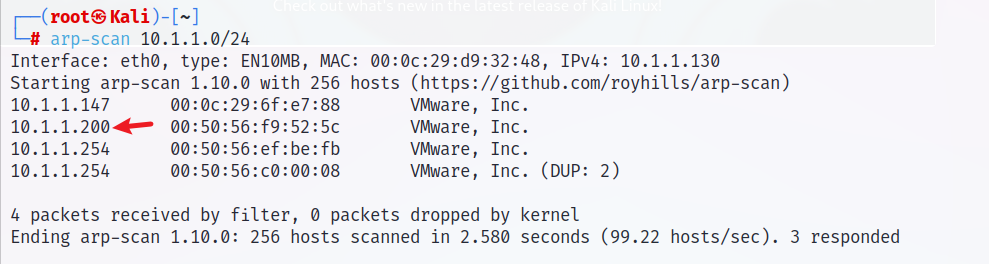 Check out what's new in the latest release of Kali Linux!
┌──(root㉿Kali)-[~]
└─# arp-scan 10.1.1.0/24
Interface: eth0, type: EN10MB, MAC: 00:0c:29:d9:32:48, IPv4: 10.1.1.130
Starting arp-scan 1.10.0 with 256 hosts (https://github.com/royhills/arp-scan)
10.1.1.147 00:0c:29:6f:e7:88 VMware, Inc.
10.1.1.200 00:50:56:f9:52:5c VMware, Inc.
10.1.1.254 00:50:56:ef:be:fb VMware, Inc.
10.1.1.254 00:50:56:c0:00:08 VMware, Inc. (DUP: 2)
4 packets received by filter, 0 packets dropped by kernel
Ending arp-scan 1.10.0: 256 hosts scanned in 2.580 seconds (99.22 hosts/sec). 3 responded